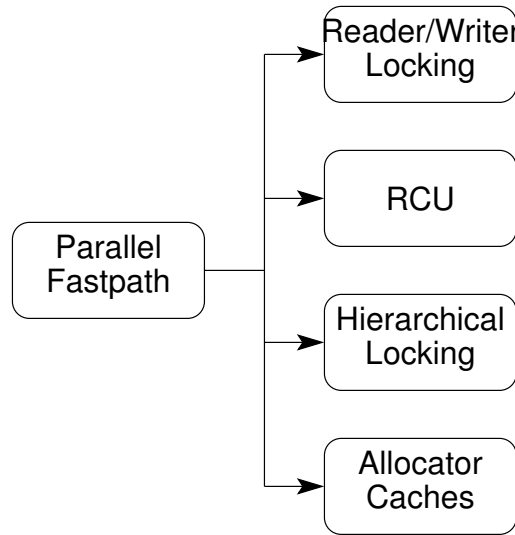 Reader/Writer
Locking
RCU
Parallel
Fastpath
Hierarchical
Locking
Allocator
Caches